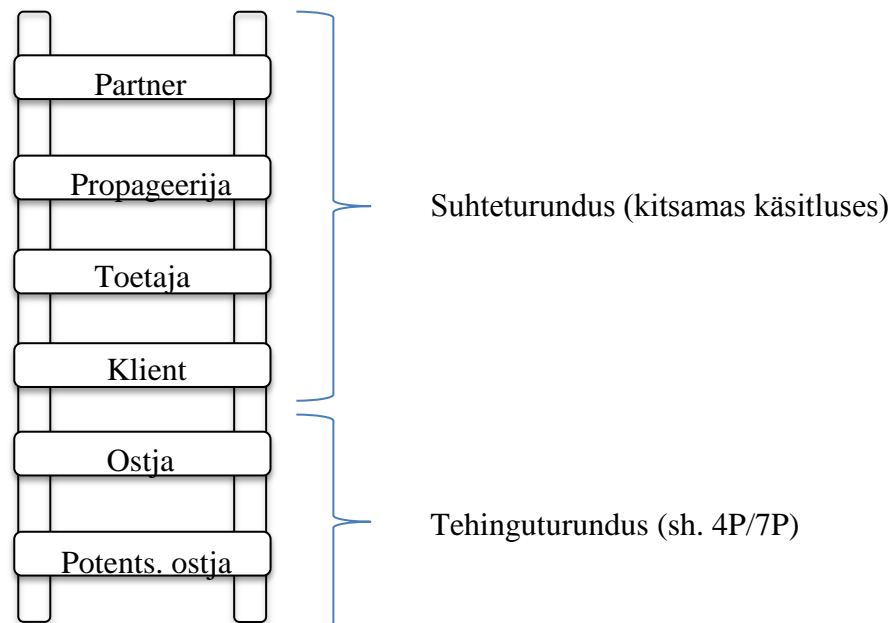 Partner
Propageerija
Suhteturundus (kitsamas käsitluses)
Toetaja
Klient
Ostja
Tehinguturundus (sh. 4P/7P)
Potents. ostja